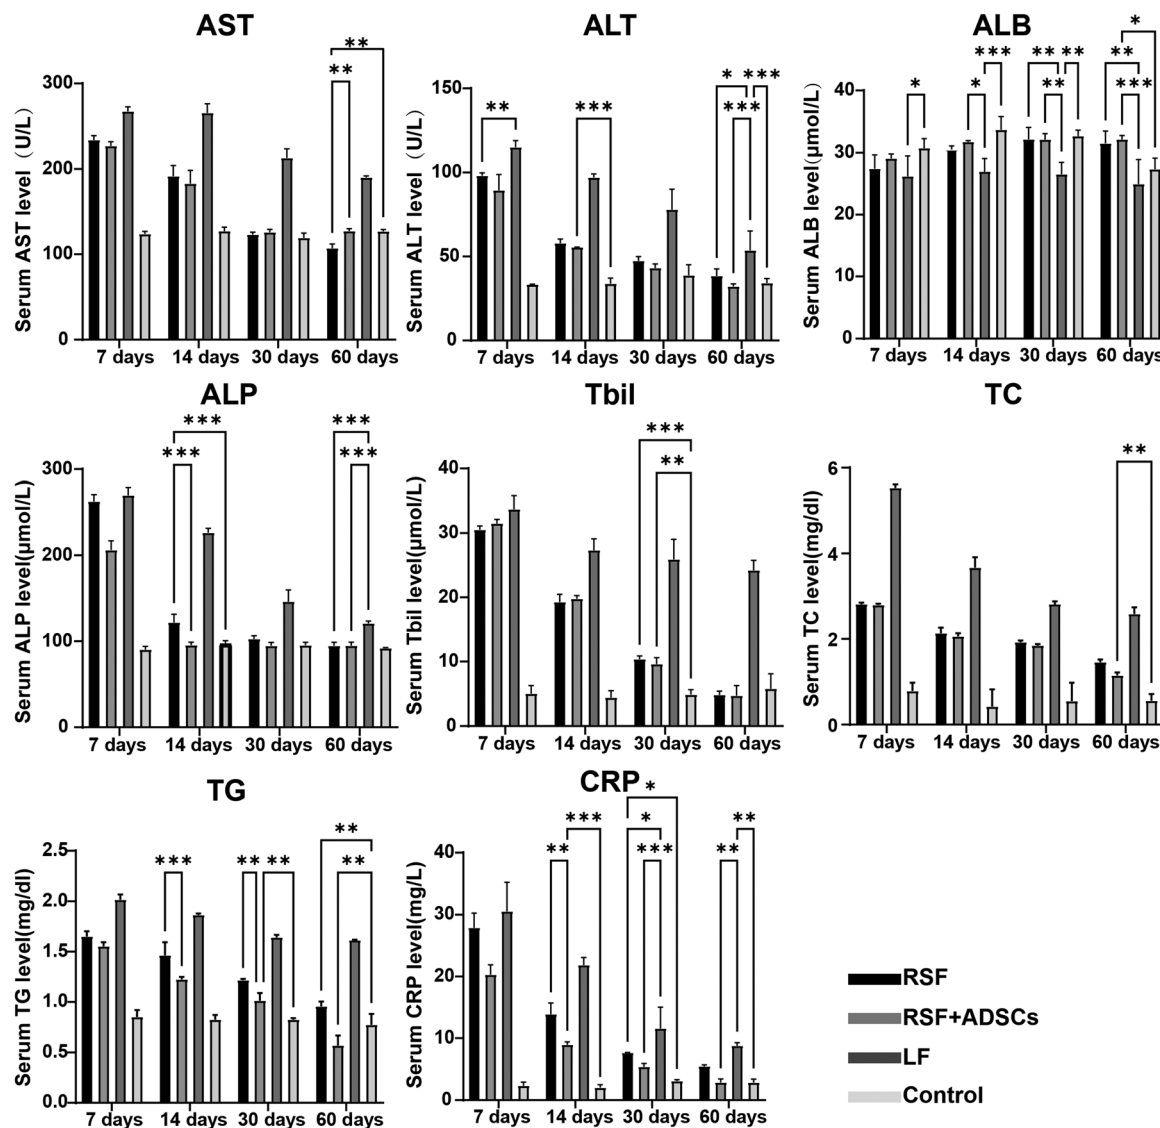 AST
Serum AST level (U/L)
300
200
100
0
** 
**
7 days 14 days 30 days 60 days
ALT
Serum ALT level (U/L)
150
100
50
0
**
***
* ***
***
7 days 14 days 30 days 60 days
ALB
Serum ALB level(μmol/L)
40
30
20
10
0
*
*** ** ** **
* * ** ***
7 days 14 days 30 days 60 days
ALP
Serum ALP level(μmol/L)
300
200
100
0
*** ***
*** ***
7 days 14 days 30 days 60 days
Tbil
Serum Tbil level(μmol/L)
40
30
20
10
0
***
**
7 days 14 days 30 days 60 days
TC
Serum TC level(mg/dl)
6
4
2
0
**
7 days 14 days 30 days 60 days
TG
Serum TG level(mg/dl)
2.5
2.0
1.5
1.0
0.5
0.0
**
*** ** ** **
7 days 14 days 30 days 60 days
CRP
Serum CRP level(mg/L)
40
30
20
10
0
*
*** * **
** *** **
7 days 14 days 30 days 60 days
RSF
RSF+ADSCs
LF
Control